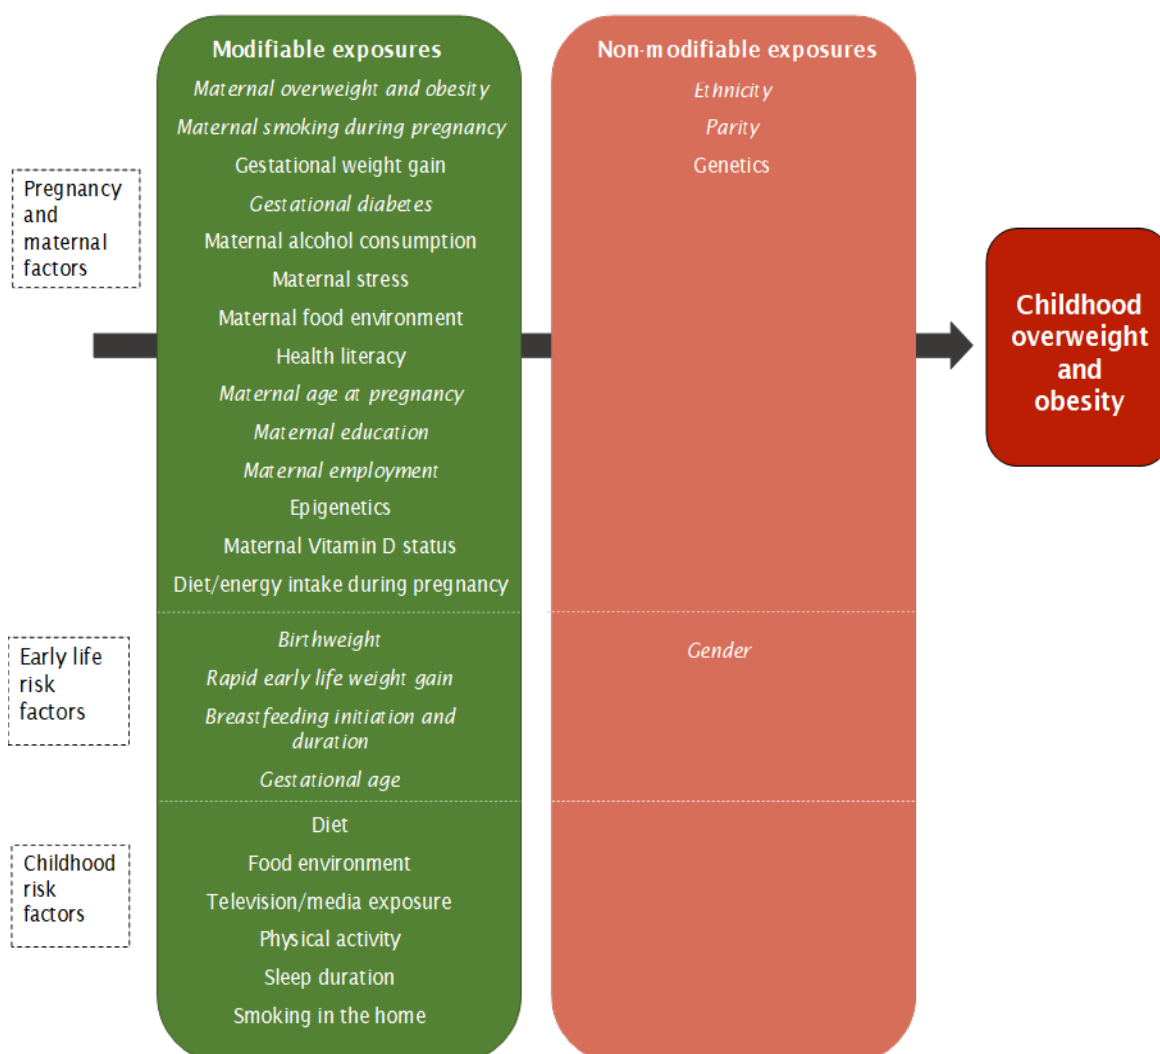 Modifiable exposures
Maternal overweight and obesity
Maternal smoking during pregnancy
Gestational weight gain
Gestational diabetes
Maternal alcohol consumption
Maternal stress
Maternal food environment
Health literacy
Maternal age at pregnancy
Maternal education
Maternal employment
Epigenetics
Maternal Vitamin D status
Diet/energy intake during pregnancy
Birthweight
Rapid early life weight gain
Breastfeeding initiation and
duration
Gestational age
Diet
Food environment
Television/media exposure
Physical activity
Sleep duration
Smoking in the home
Non-modifiable exposures
Ethnicity
Parity
Genetics
Gender
Pregnancy
and
maternal
factors
Early life
risk
factors
Childhood
risk
factors
Childhood
overweight
and
obesity